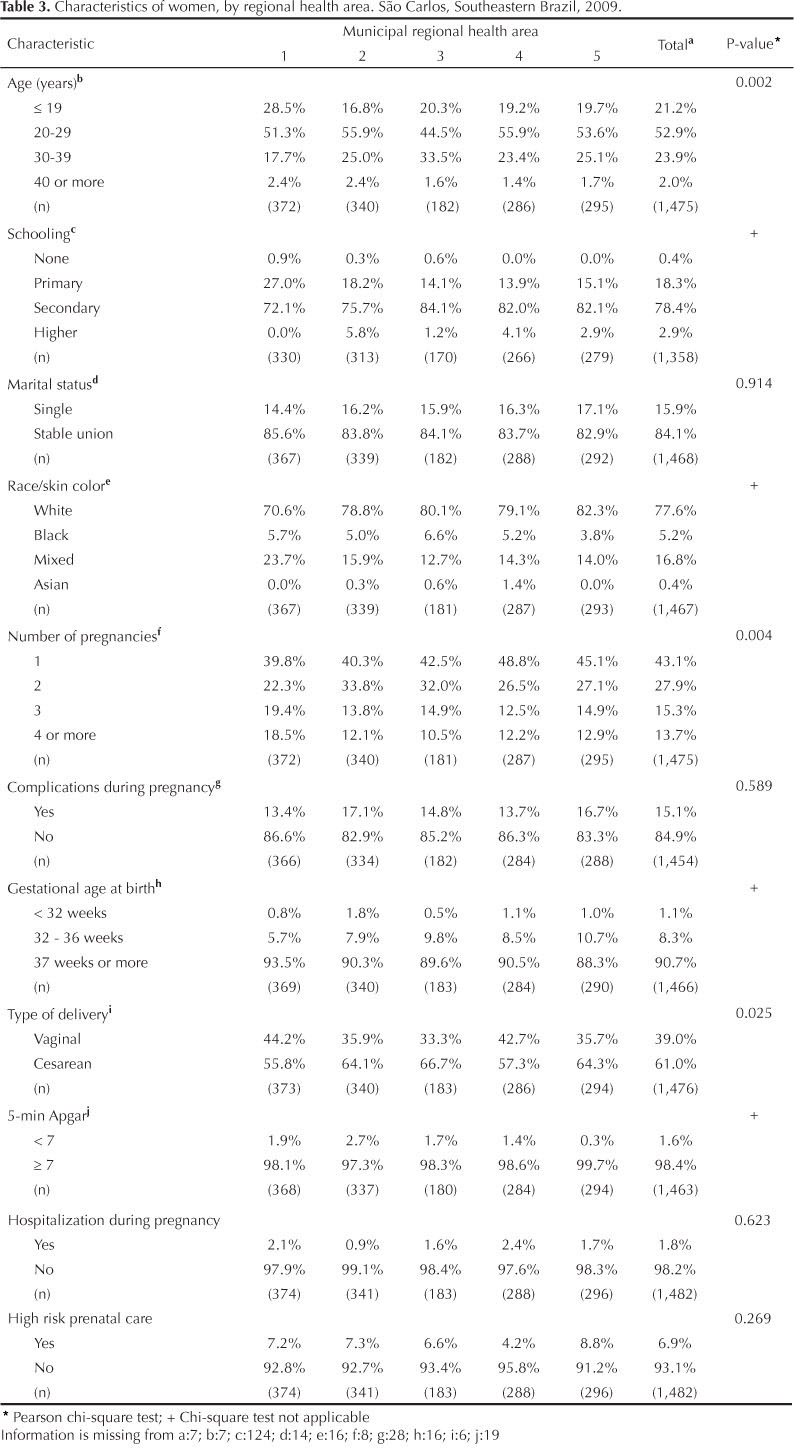 Table 3. Characteristics of women, by regional health area. São Carlos, Southeastern Brazil, 2009.
Characteristic Municipal regional health area Totalᵃ P-value*
1 2 3 4 5
Age (years)ᵇ 0.002
≤ 19 28.5% 16.8% 20.3% 19.2% 19.7% 21.2%
20-29 51.3% 55.9% 44.5% 55.9% 53.6% 52.9%
30-39 17.7% 25.0% 33.5% 23.4% 25.1% 23.9%
40 or more 2.4% 2.4% 1.6% 1.4% 1.7% 2.0%
(n) (372) (340) (182) (286) (295) (1,475)
Schoolingᶜ +
None 0.9% 0.3% 0.6% 0.0% 0.0% 0.4%
Primary 27.0% 18.2% 14.1% 13.9% 15.1% 18.3%
Secondary 72.1% 75.7% 84.1% 82.0% 82.1% 78.4%
Higher 0.0% 5.8% 1.2% 4.1% 2.9% 2.9%
(n) (330) (313) (170) (266) (279) (1,358)
Marital statusᵈ 0.914
Single 14.4% 16.2% 15.9% 16.3% 17.1% 15.9%
Stable union 85.6% 83.8% 84.1% 83.7% 82.9% 84.1%
(n) (367) (339) (182) (288) (292) (1,468)
Race/skin colorᵉ +
White 70.6% 78.8% 80.1% 79.1% 82.3% 77.6%
Black 5.7% 5.0% 6.6% 5.2% 3.8% 5.2%
Mixed 23.7% 15.9% 12.7% 14.3% 14.0% 16.8%
Asian 0.0% 0.3% 0.6% 1.4% 0.0% 0.4%
(n) (367) (339) (181) (287) (293) (1,467)
Number of pregnanciesᶠ 0.004
1 39.8% 40.3% 42.5% 48.8% 45.1% 43.1%
2 22.3% 33.8% 32.0% 26.5% 27.1% 27.9%
3 19.4% 13.8% 14.9% 12.5% 14.9% 15.3%
4 or more 18.5% 12.1% 10.5% 12.2% 12.9% 13.7%
(n) (372) (340) (181) (287) (295) (1,475)
Complications during pregnancyᵍ 0.589
Yes 13.4% 17.1% 14.8% 13.7% 16.7% 15.1%
No 86.6% 82.9% 85.2% 86.3% 83.3% 84.9%
(n) (366) (334) (182) (284) (288) (1,454)
Gestational age at birthʰ +
< 32 weeks 0.8% 1.8% 0.5% 1.1% 1.0% 1.1%
32 - 36 weeks 5.7% 7.9% 9.8% 8.5% 10.7% 8.3%
37 weeks or more 93.5% 90.3% 89.6% 90.5% 88.3% 90.7%
(n) (369) (340) (183) (284) (290) (1,466)
Type of deliveryⁱ 0.025
Vaginal 44.2% 35.9% 33.3% 42.7% 35.7% 39.0%
Cesarean 55.8% 64.1% 66.7% 57.3% 64.3% 61.0%
(n) (373) (340) (183) (286) (294) (1,476)
5-min Apgarʲ +
< 7 1.9% 2.7% 1.7% 1.4% 0.3% 1.6%
≥ 7 98.1% 97.3% 98.3% 98.6% 99.7% 98.4%
(n) (368) (337) (180) (284) (294) (1,463)
Hospitalization during pregnancy 0.623
Yes 2.1% 0.9% 1.6% 2.4% 1.7% 1.8%
No 97.9% 99.1% 98.4% 97.6% 98.3% 98.2%
(n) (374) (341) (183) (288) (296) (1,482)
High risk prenatal care 0.269
Yes 7.2% 7.3% 6.6% 4.2% 8.8% 6.9%
No 92.8% 92.7% 93.4% 95.8% 91.2% 93.1%
(n) (374) (341) (183) (288) (296) (1,482)
* Pearson chi-square test; + Chi-square test not applicable
Information is missing from a:7; b:7; c:124; d:14; e:16; f:8; g:28; h:16; i:6; j:19